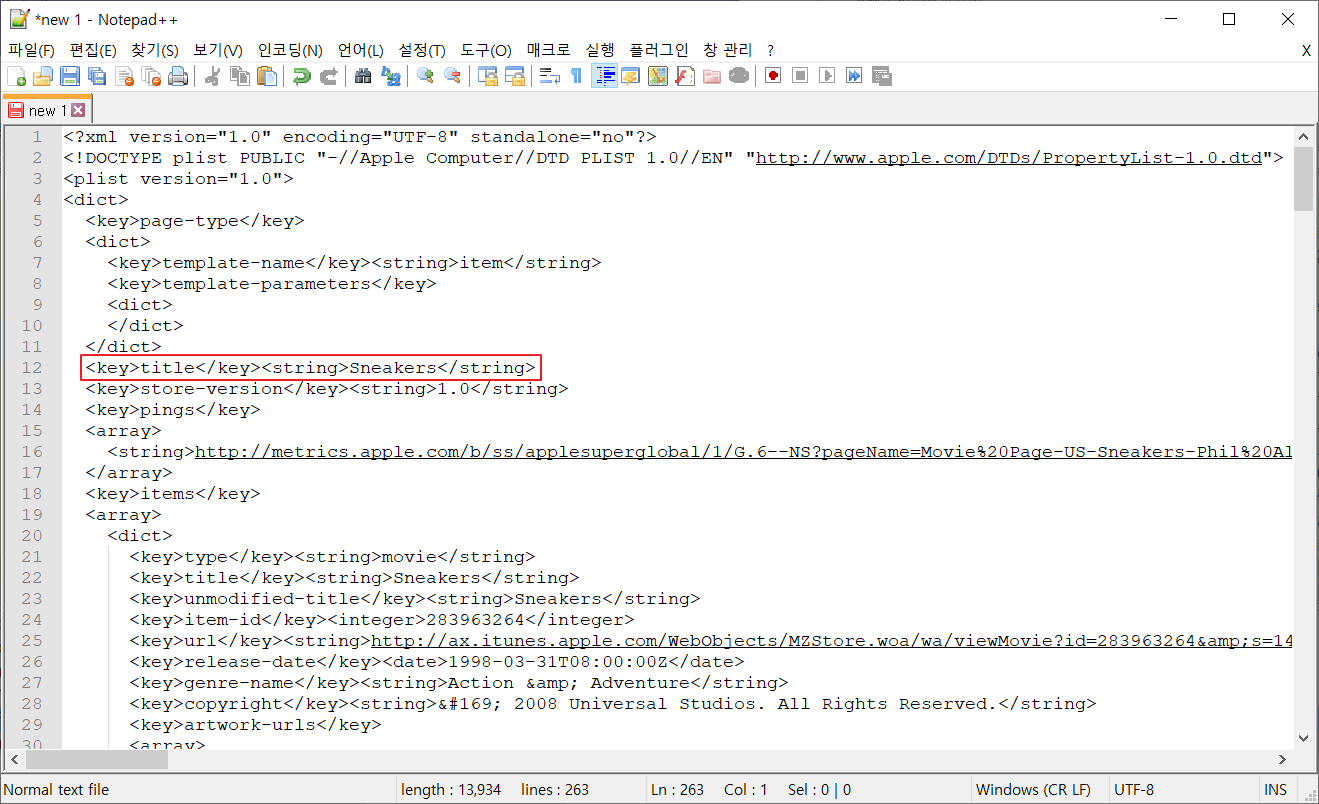 *new 1 - Notepad++
파일(F) 편집(E) 찾기(S) 보기(V) 인코딩(N) 언어(L) 설정(T) 도구(O) 매크로 실행 플러그인 창 관리 ? X
new 1
1 <?xml version="1.0" encoding="UTF-8" standalone="no"?>
2 <!DOCTYPE plist PUBLIC "-//Apple Computer//DTD PLIST 1.0//EN" "http://www.apple.com/DTDs/PropertyList-1.0.dtd">
3 <plist version="1.0">
4 <dict>
5 <key>page-type</key>
6 <dict>
7 <key>template-name</key><string>item</string>
8 <key>template-parameters</key>
9 <dict>
10 </dict>
11 </dict>
12 <key>title</key><string>Sneakers</string>
13 <key>store-version</key><string>1.0</string>
14 <key>pings</key>
15 <array>
16 <string>http://metrics.apple.com/b/ss/applesuperglobal/1/G.6--NS?pageName=Movie%20Page-US-Sneakers-Phil%20Al
17 </array>
18 <key>items</key>
19 <array>
20 <dict>
21 <key>type</key><string>movie</string>
22 <key>title</key><string>Sneakers</string>
23 <key>unmodified-title</key><string>Sneakers</string>
24 <key>item-id</key><integer>283963264</integer>
25 <key>url</key><string>http://ax.itunes.apple.com/WebObjects/MZStore.woa/wa/viewMovie?id=283963264&amp;s=14
26 <key>release-date</key><date>1998-03-31T08:00:00Z</date>
27 <key>genre-name</key><string>Action &amp; Adventure</string>
28 <key>copyright</key><string>&#169; 2008 Universal Studios. All Rights Reserved.</string>
29 <key>artwork-urls</key>
30 <array>
Normal text file length : 13,934 lines : 263 Ln : 263 Col : 1 Sel : 0 | 0 Windows (CR LF) UTF-8 INS